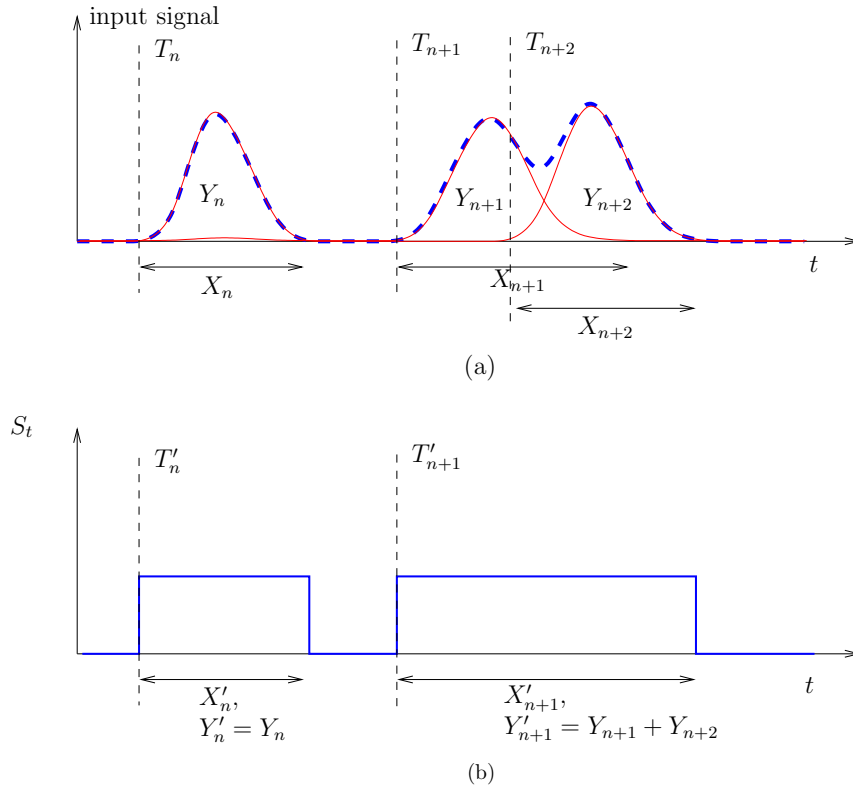 input signal
T_n
T_{n+1}
T_{n+2}
Y_n
Y_{n+1}
Y_{n+2}
t
X_n
X_{n+1}
X_{n+2}
(a)
S_t
T'_n
T'_{n+1}
t
X'_n,
Y'_n = Y_n
X'_{n+1},
Y'_{n+1} = Y_{n+1} + Y_{n+2}
(b)